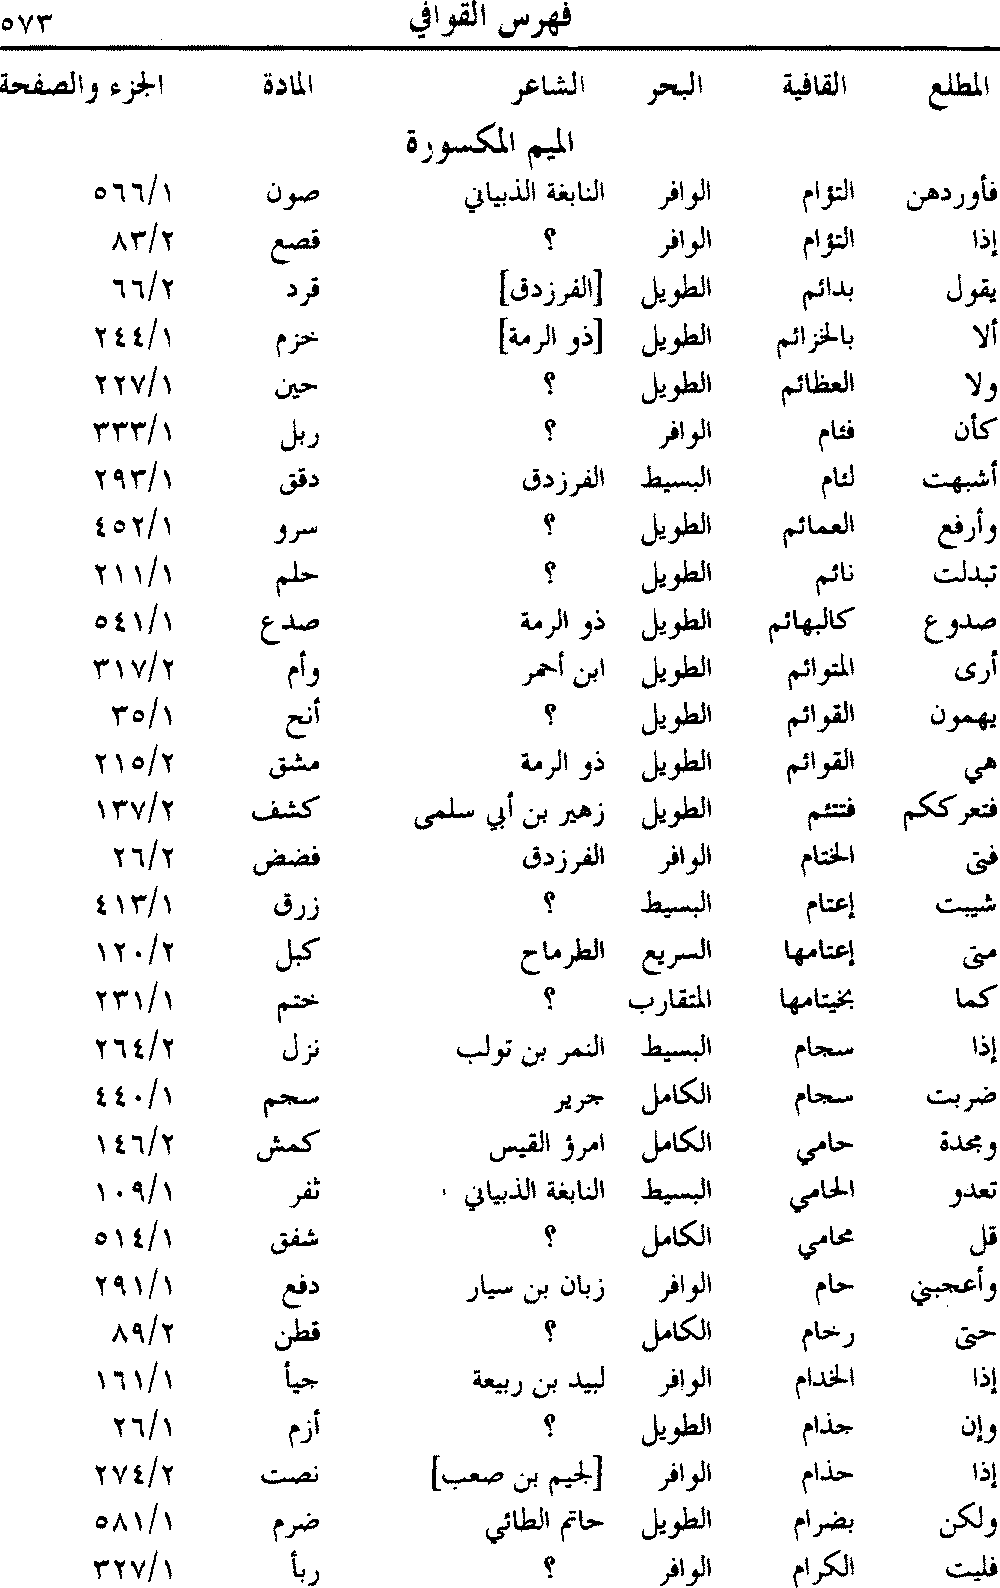 فهرس القوافي ٥٧٣
المطلع القافية البحر الشاعر المادة الجزء والصفحة
الميم المكسورة
فأوردهن التؤام الوافر النابغة الذبياني صون ٥٦٦/١
إذا التؤام الوافر ؟ قصع ٨٣/٢
يقول بدائم الطويل [الفرزدق] قرد ٦٦/٢
ألا بالخزائم الطويل [ذو الرمة] خزم ٢٤٤/١
ولا العظائم الطويل ؟ حين ٢٢٧/١
كأن فئام الوافر ؟ ربل ٣٣٣/١
أشبهت لئام البسيط الفرزدق دقق ٢٩٣/١
وأرفع العمائم الطويل ؟ سرو ٤٥٢/١
تبدلت نائم الطويل ؟ حلم ٢١١/١
صدوع كالبهائم الطويل ذو الرمة صدع ٥٤١/١
أرى المتوائم الطويل ابن أحمر وأم ٣١٧/٢
يهمون القوائم الطويل ؟ أنح ٣٥/١
هي القوائم الطويل ذو الرمة مشق ٢١٥/٢
فتعرككم فتتئم الطويل زهير بن أبي سلمى كشف ١٣٧/٢
فتى الختام الوافر الفرزدق فضض ٢٦/٢
شيبت إعتام البسيط ؟ زرق ٤١٣/١
متى إعتامها السريع الطرماح كبل ١٢٠/٢
كما بخيتامها المتقارب ؟ ختم ٢٣١/١
إذا سجام البسيط النمر بن تولب نزل ٢٦٤/٢
ضربت سجام الكامل جرير سجم ٤٤٠/١
ومجدة حامي الكامل امرؤ القيس كمش ١٤٦/٢
تعدو الحامي البسيط النابغة الذبياني ثفر ١٠٩/١
قل محامي الكامل ؟ شفق ٥١٤/١
وأعجبني حام الوافر زبان بن سيار دفع ٢٩١/١
حتى رخام الكامل ؟ قطن ٨٩/٢
إذا الخدام الوافر لبيد بن ربيعة جيأ ١٦١/١
وإن جذام الطويل ؟ أزم ٢٦/١
إذا حذام الوافر [لجيم بن صعب] نصت ٢٧٤/٢
ولكن بضرام الطويل حاتم الطائي ضرم ٥٨١/١
فليت الكرام الوافر ؟ ربأ ٣٢٧/١